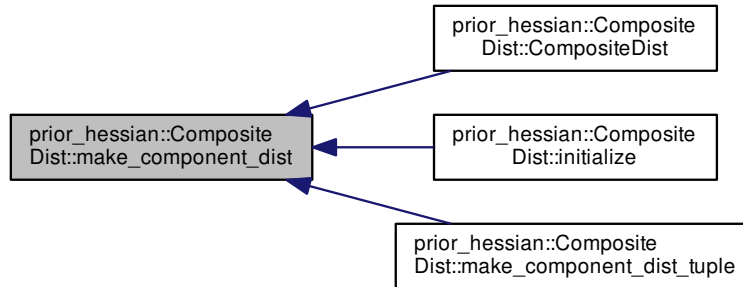 prior_hessian::Composite
Dist::CompositeDist
prior_hessian::Composite
Dist::make_component_dist
prior_hessian::Composite
Dist::initialize
prior_hessian::Composite
Dist::make_component_dist_tuple